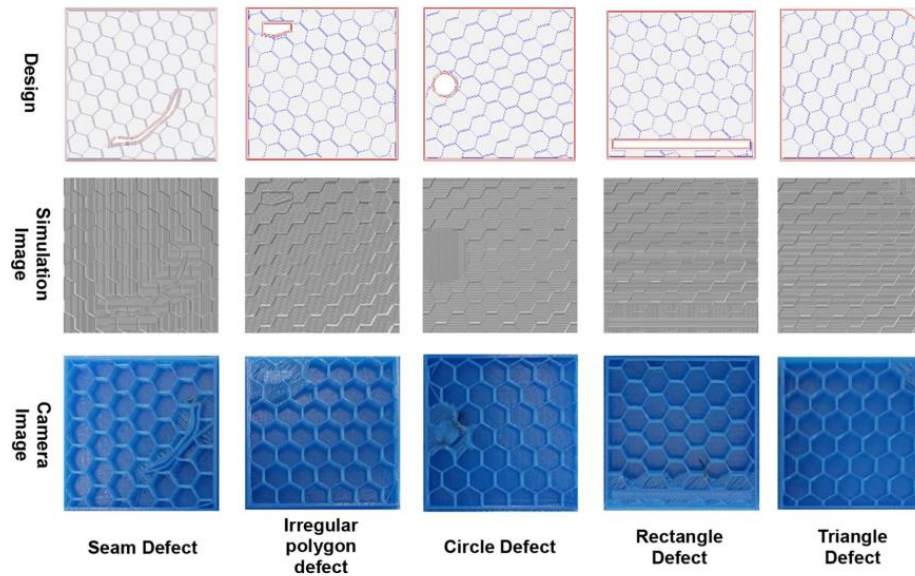 Design
Simulation
Image
Camera
Image
Seam Defect
Irregular
polygon
defect
Circle Defect
Rectangle
Defect
Triangle
Defect